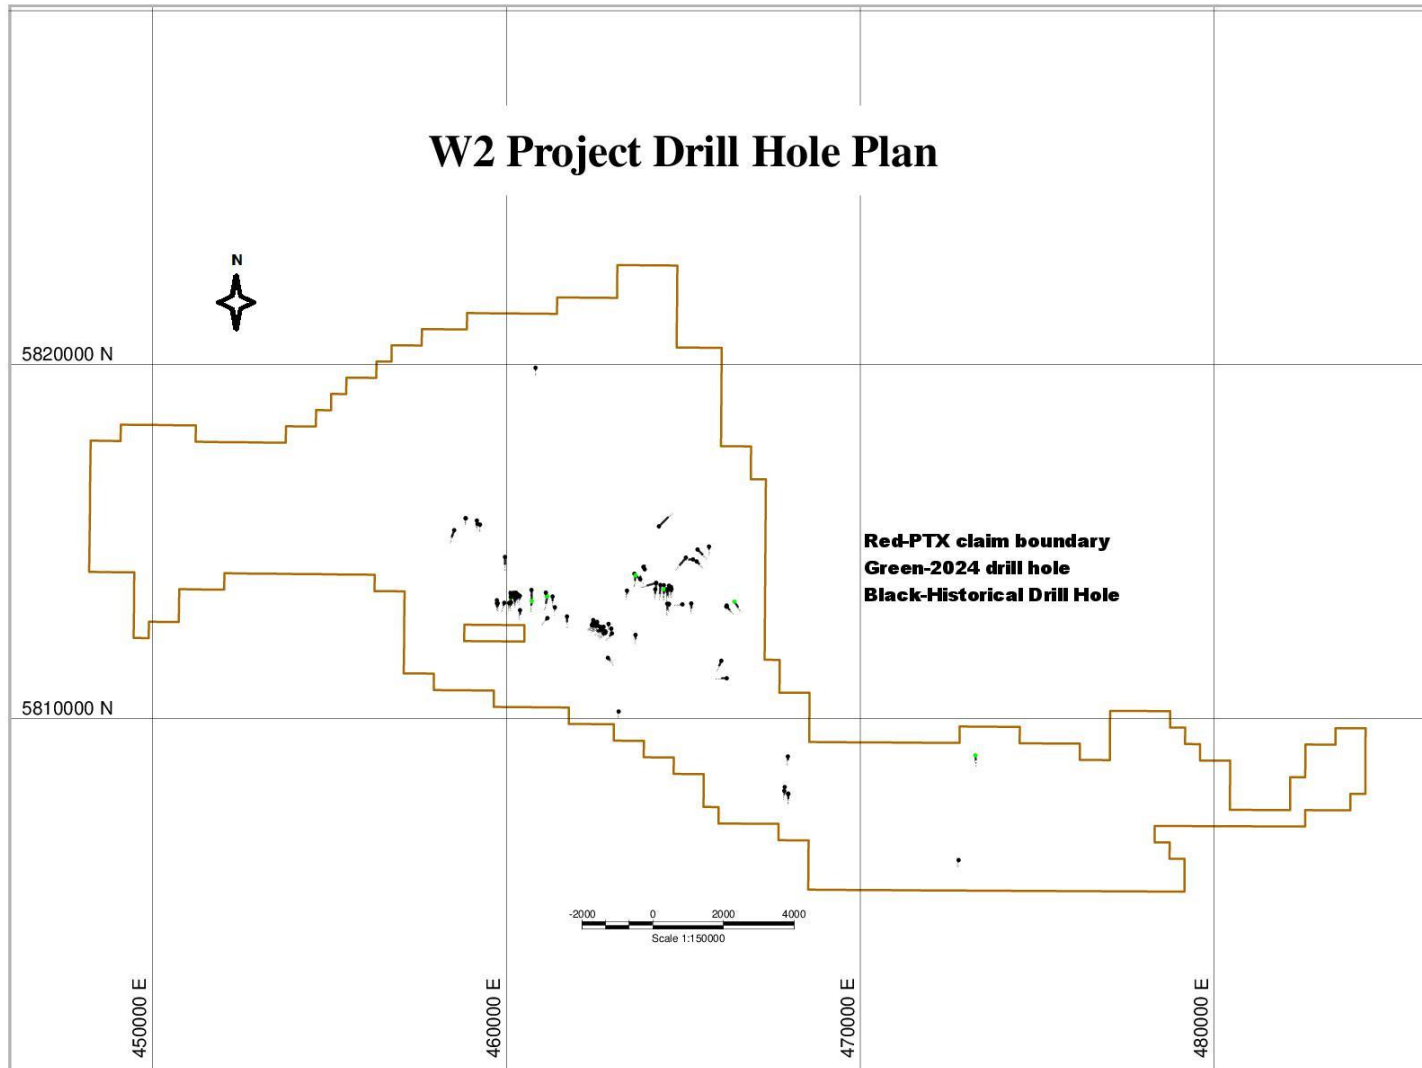 W2 Project Drill Hole Plan
N
5820000 N
Red-PTX claim boundary
Green-2024 drill hole
Black-Historical Drill Hole
5810000 N
-2000 0 2000 4000
Scale 1:150000
450000 E
460000 E
470000 E
480000 E